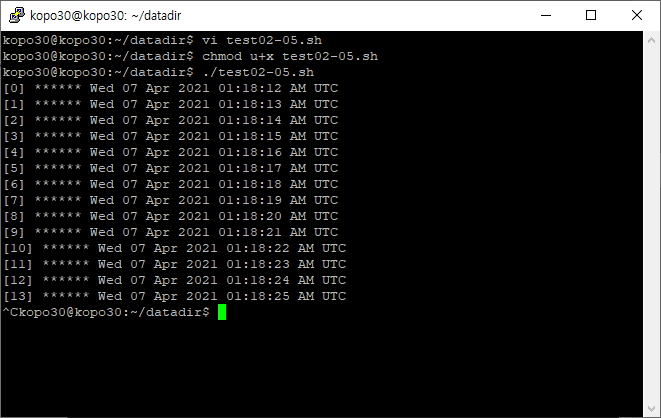 kopo30@kopo30: ~/datadir
kopo30@kopo30:~/datadir$ vi test02-05.sh
kopo30@kopo30:~/datadir$ chmod u+x test02-05.sh
kopo30@kopo30:~/datadir$ ./test02-05.sh
[0] ****** Wed 07 Apr 2021 01:18:12 AM UTC
[1] ****** Wed 07 Apr 2021 01:18:13 AM UTC
[2] ****** Wed 07 Apr 2021 01:18:14 AM UTC
[3] ****** Wed 07 Apr 2021 01:18:15 AM UTC
[4] ****** Wed 07 Apr 2021 01:18:16 AM UTC
[5] ****** Wed 07 Apr 2021 01:18:17 AM UTC
[6] ****** Wed 07 Apr 2021 01:18:18 AM UTC
[7] ****** Wed 07 Apr 2021 01:18:19 AM UTC
[8] ****** Wed 07 Apr 2021 01:18:20 AM UTC
[9] ****** Wed 07 Apr 2021 01:18:21 AM UTC
[10] ****** Wed 07 Apr 2021 01:18:22 AM UTC
[11] ****** Wed 07 Apr 2021 01:18:23 AM UTC
[12] ****** Wed 07 Apr 2021 01:18:24 AM UTC
[13] ****** Wed 07 Apr 2021 01:18:25 AM UTC
^Ckopo30@kopo30:~/datadir$